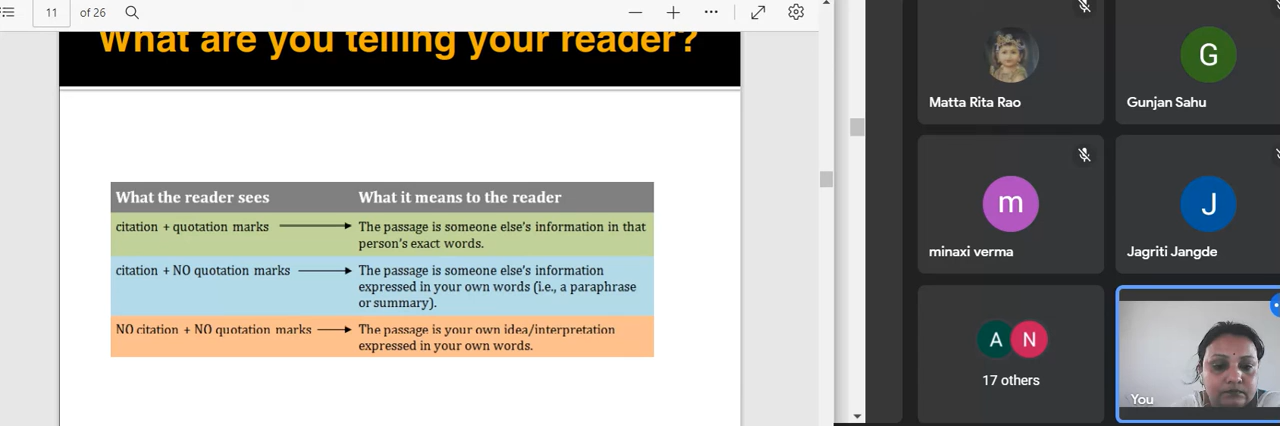 11
of 26
What are you telling your reader?
What the reader sees
What it means to the reader
citation + quotation marks
The passage is someone else's information in that
person's exact words.
citation + NO quotation marks
The passage is someone else's information
expressed in your own words (i.e., a paraphrase
or summary).
NO citation + NO quotation marks
The passage is your own idea/interpretation
expressed in your own words.
Matta Rita Rao
G
Gunjan Sahu
m
minaxi verma
J
Jagriti Jangde
A
N
17 others
You